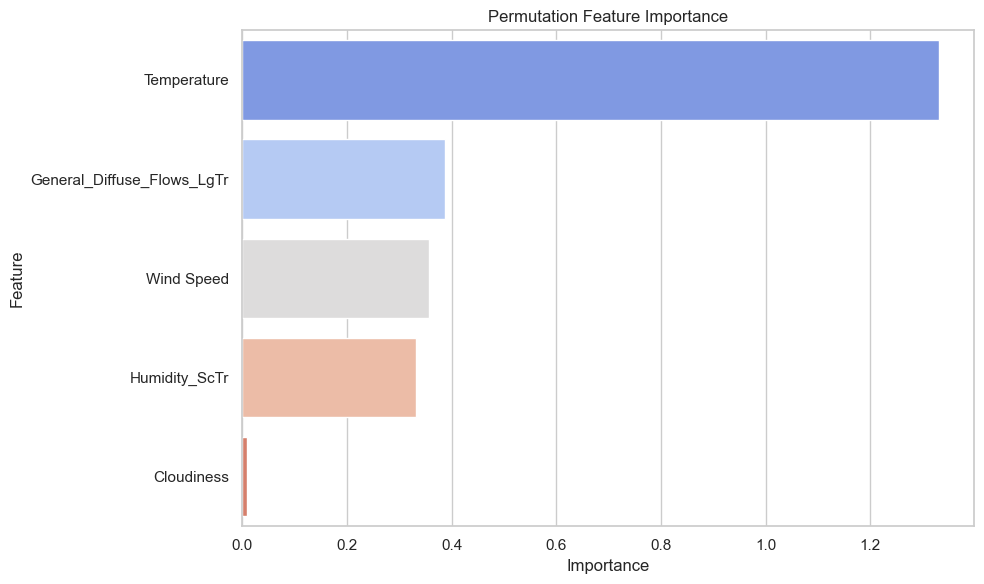 Permutation Feature Importance
Feature
Temperature
General_Diffuse_Flows_LgTr
Wind Speed
Humidity_ScTr
Cloudiness
0.0 0.2 0.4 0.6 0.8 1.0 1.2
Importance